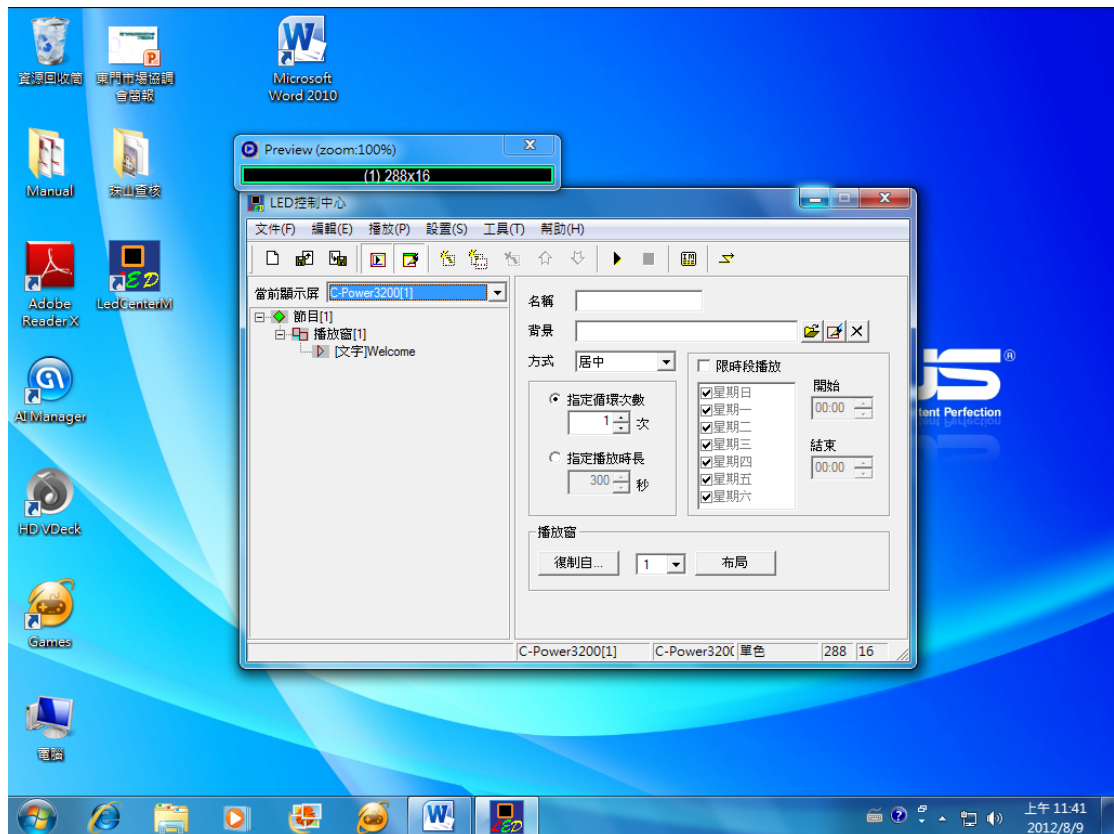 資源回收筒
東門市場協調
會簡報
Microsoft
Word 2010
Manual
珠山查核
Adobe
Reader X
LedCenterM
AI Manager
HD VDeck
Games
電腦
Preview (zoom:100%)
(1) 288x16
LED控制中心
文件(F) 編輯(E) 播放(P) 設置(S) 工具(T) 幫助(H)
當前顯示屏 C-Power3200[1]
節目[1]
播放窗[1]
[文字]Welcome
名稱
背景
方式 居中
限時段播放
指定循環次數
1 次
指定播放時長
300 秒
星期日
星期一
星期二
星期三
星期四
星期五
星期六
開始
00:00
結束
00:00
播放窗
復制自... 1 布局
C-Power3200[1] C-Power320( 單色 288 16
上午 11:41
2012/8/9